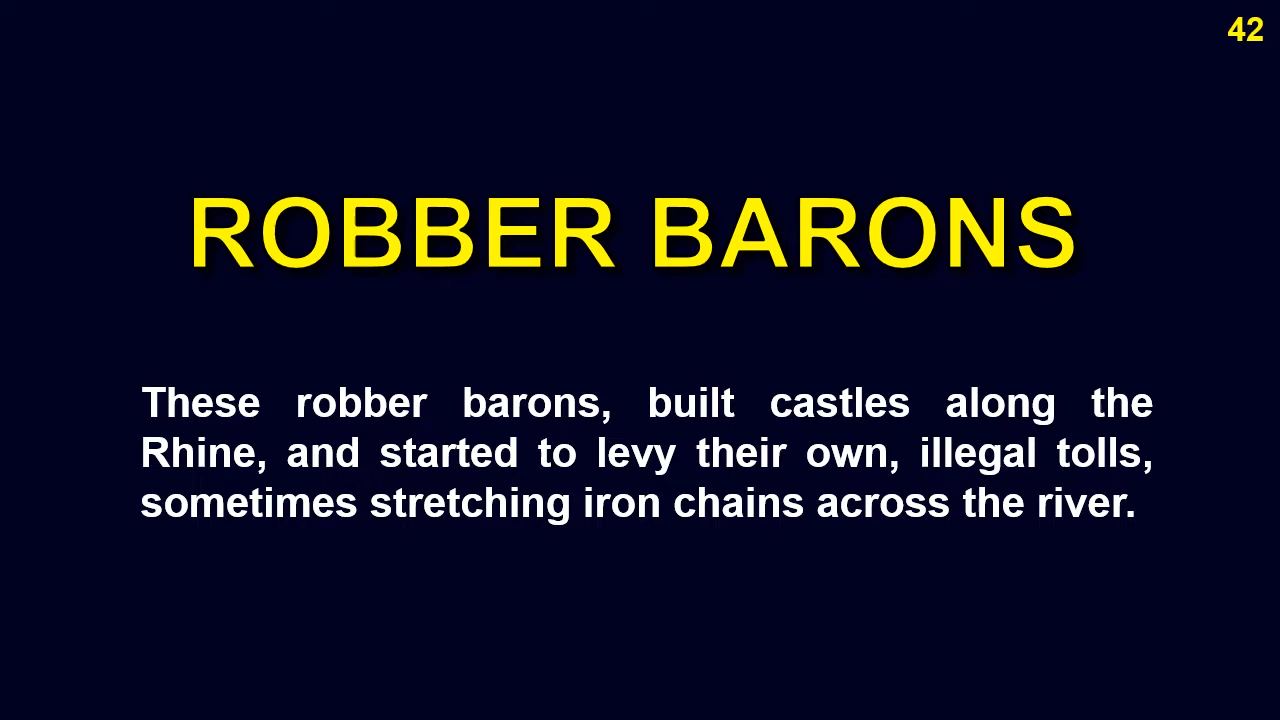 42
ROBBER BARONS
These robber barons, built castles along the
Rhine, and started to levy their own, illegal tolls,
sometimes stretching iron chains across the river.